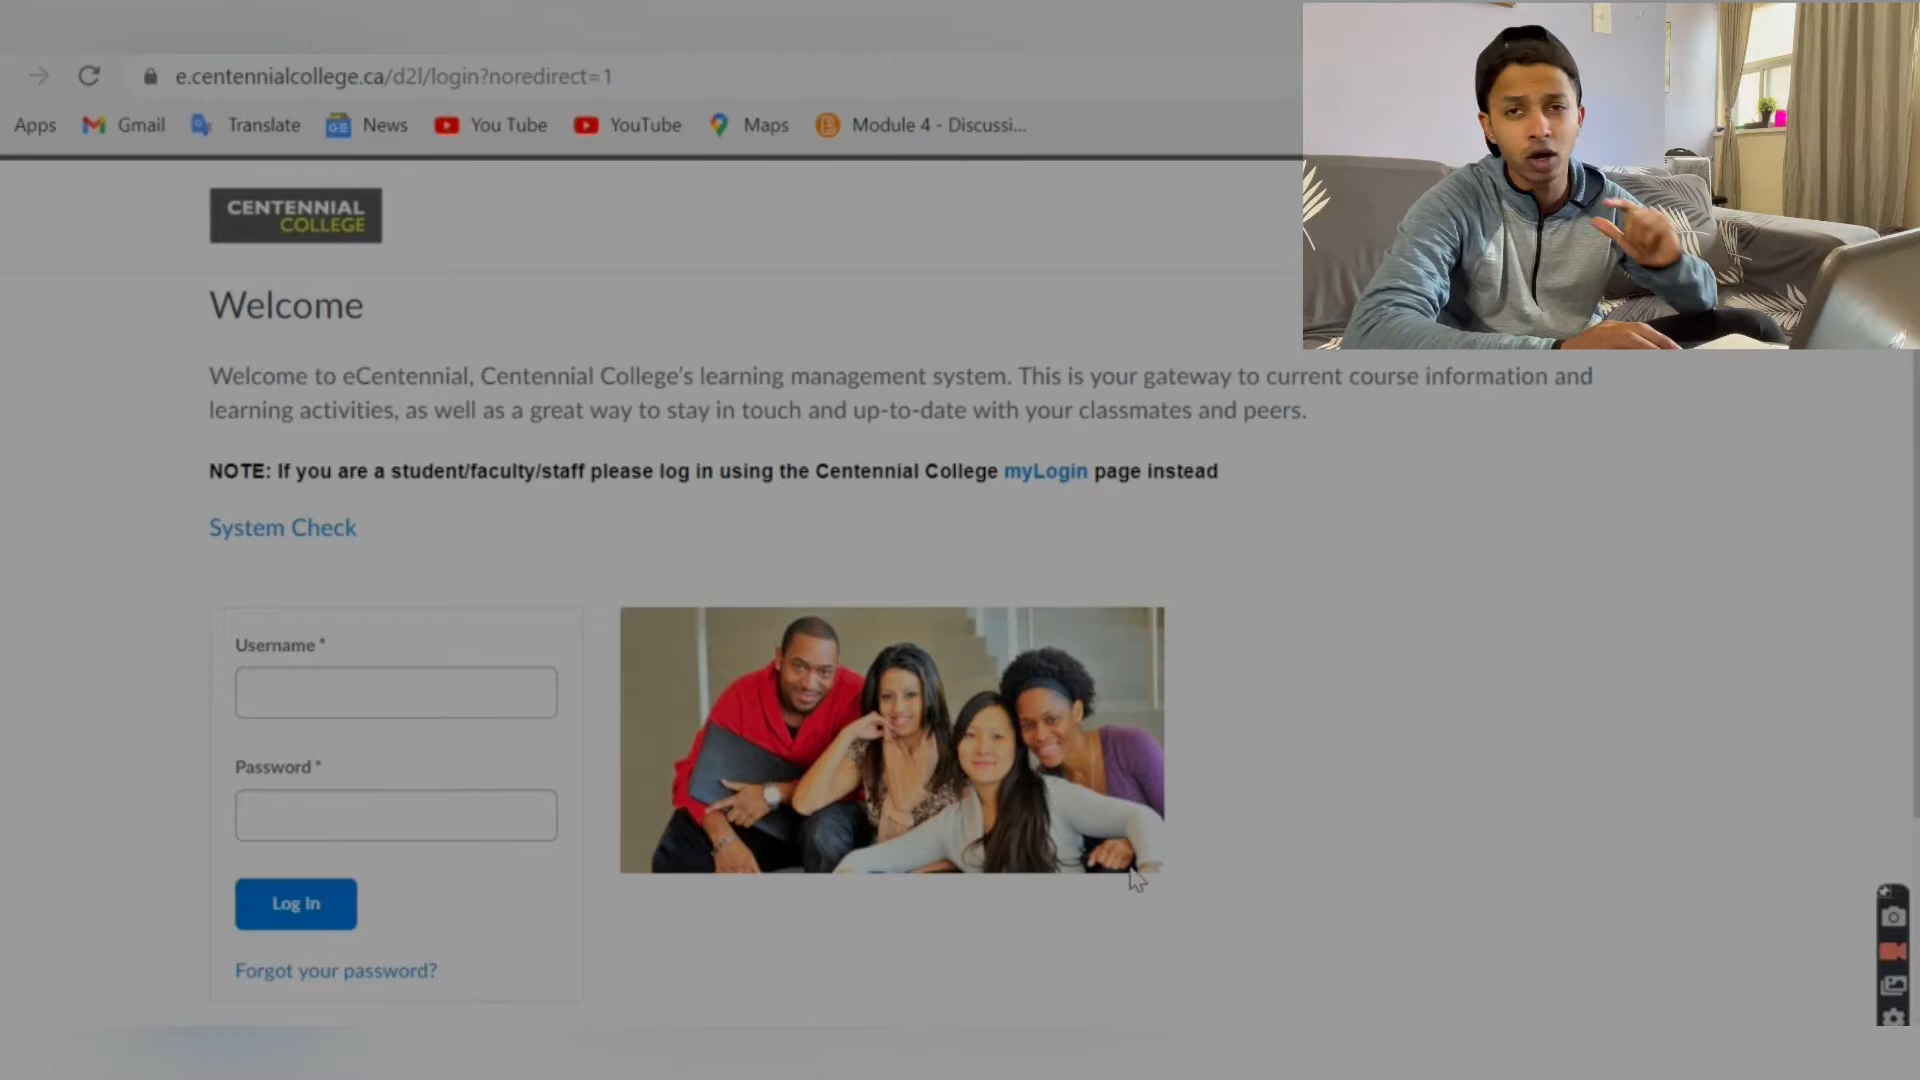 e.centennialcollege.ca/d2l/login?noredirect=1
Apps Gmail Translate News You Tube YouTube Maps Module 4 - Discussi...
CENTENNIAL
COLLEGE
Welcome
Welcome to eCentennial, Centennial College's learning management system. This is your gateway to current course information and
learning activities, as well as a great way to stay in touch and up-to-date with your classmates and peers.
NOTE: If you are a student/faculty/staff please log in using the Centennial College myLogin page instead
System Check
Username *
Password *
Log In
Forgot your password?